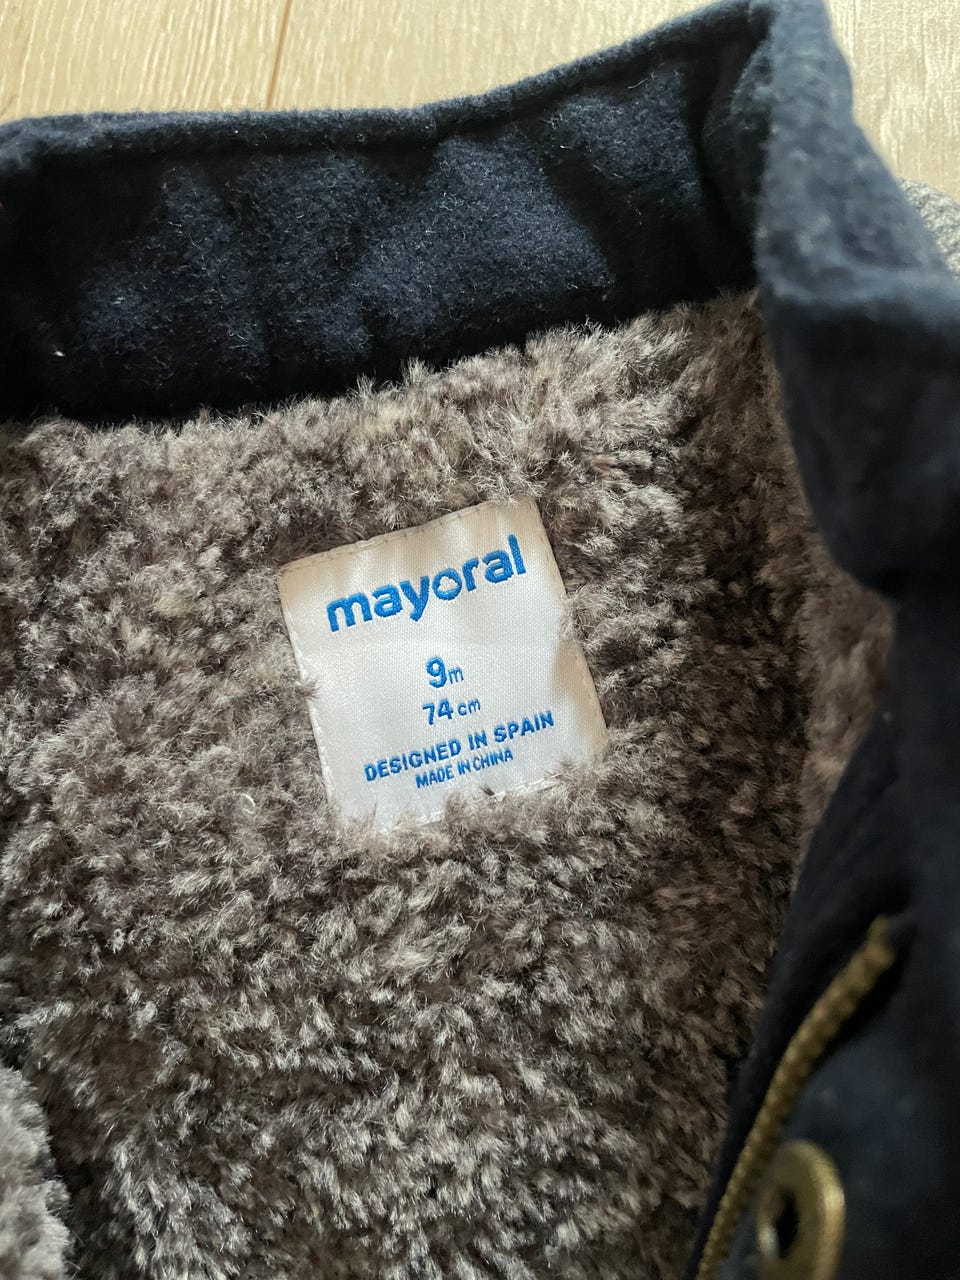 mayoral
9m
74cm
DESIGNED IN SPAIN
MADE IN CHINA